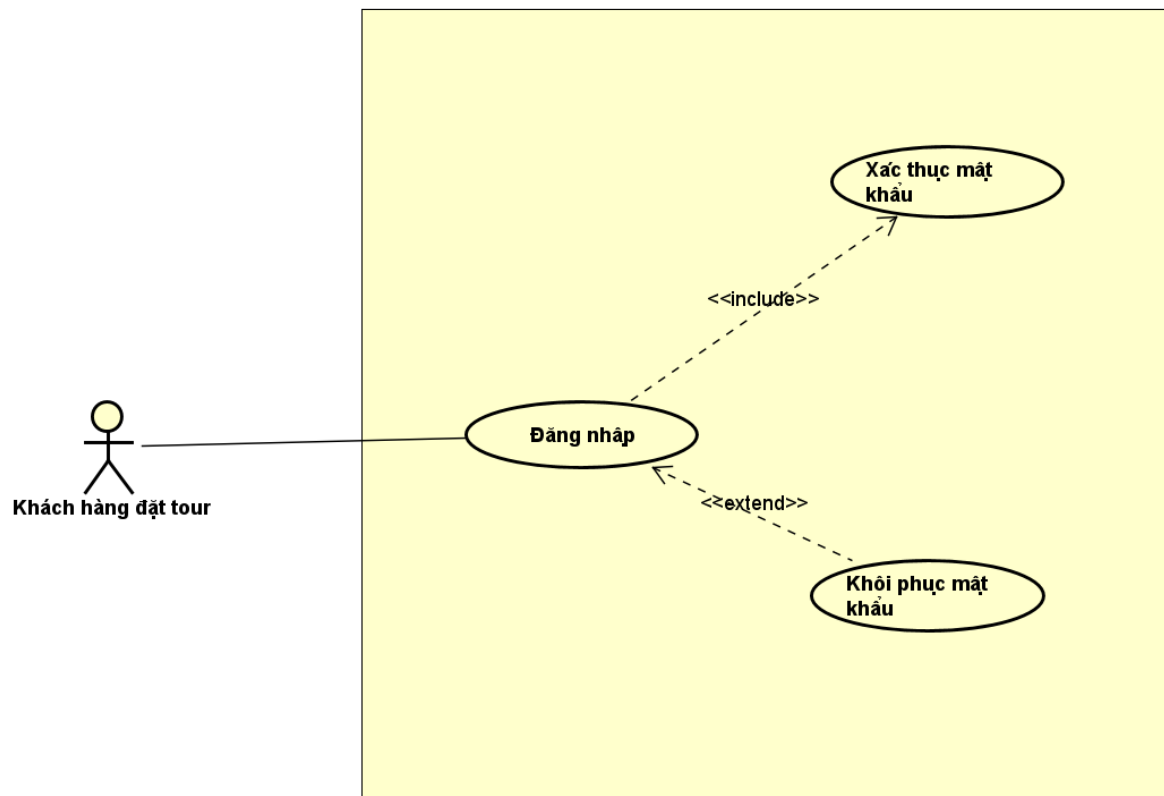 Xác thục mật
khẩu
<<include>>
Đăng nhập
Khách hàng đặt tour
<<extend>>
Khôi phục mật
khẩu